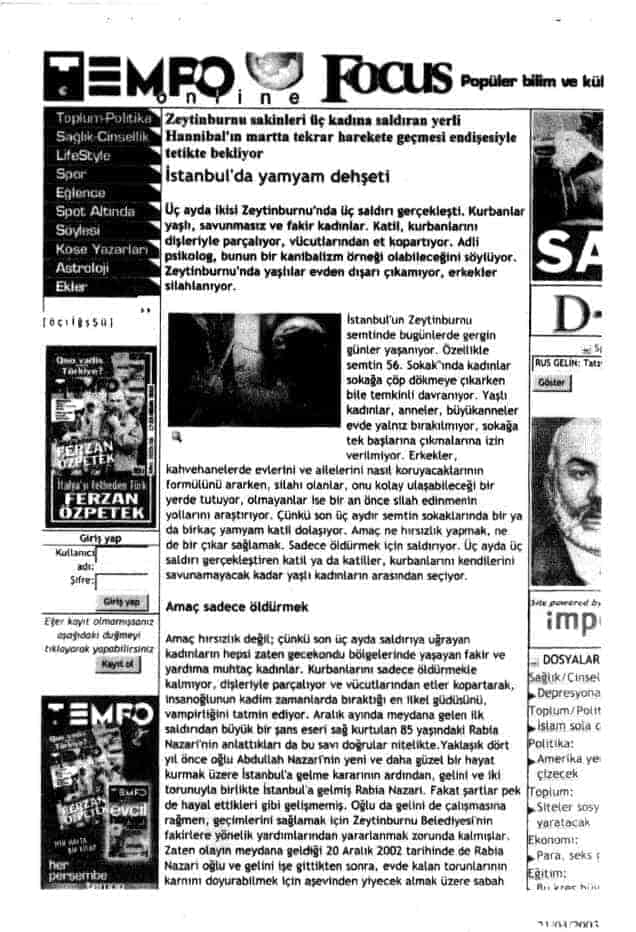 TEMPO
online
FOCUS Popüler bilim ve kül
Toplum-Politika
Sağlık-Cinsellik
LifeStyle
Spor
Eğlence
Spot Altında
Söyleşi
Köşe Yazarları
Astroloji
Ekler
[öçılğşSü]
Quo vadis
Türkiye?
FERZAN
ÖZPETEK
İtalya'yı fetheden Türk
FERZAN
ÖZPETEK
Giriş yap
Kullanıcı
adı:
Şifre:
Giriş yap
Eğer kayıt olmamışsanız
aşağıdaki düğmeyi
tıklayarak yapabilirsiniz
Kayıt ol
TEMPO
FERZAN
ÖZPETEK
TEMPO
evcil
HER HAFTA
BİR KİTAP
her
perşembe
Zeytinburnu sakinleri üç kadına saldıran yerli
Hannibal'ın martta tekrar harekete geçmesi endişesiyle
tetikte bekliyor
İstanbul'da yamyam dehşeti
Üç ayda ikisi Zeytinburnu'nda üç saldırı gerçekleşti. Kurbanlar
yaşlı, savunmasız ve fakir kadınlar. Katil, kurbanlarını
dişleriyle parçalıyor, vücutlarından et kopartıyor. Adli
psikolog, bunun bir kanibalizm örneği olabileceğini söylüyor.
Zeytinburnu'nda yaşlılar evden dışarı çıkamıyor, erkekler
silahlanıyor.
İstanbul'un Zeytinburnu
semtinde bugünlerde gergin
günler yaşanıyor. Özellikle
semtin 56. Sokak"ında kadınlar
sokağa çöp dökmeye çıkarken
bile temkinli davranıyor. Yaşlı
kadınlar, anneler, büyükanneler
evde yalnız bırakılmıyor, sokağa
tek başlarına çıkmalarına izin
verilmiyor. Erkekler,
kahvehanelerde evlerini ve ailelerini nasıl koruyacaklarının
formülünü ararken, silahı olanlar, onu kolay ulaşabileceği bir
yerde tutuyor, olmayanlar ise bir an önce silah edinmenin
yollarını araştırıyor. Çünkü son üç aydır semtin sokaklarında bir ya
da birkaç yamyam katil dolaşıyor. Amaç ne hırsızlık yapmak, ne
de bir çıkar sağlamak. Sadece öldürmek için saldırıyor. Üç ayda üç
saldırı gerçekleştiren katil ya da katiller, kurbanlarını kendilerini
savunamayacak kadar yaşlı kadınların arasından seçiyor.
Amaç sadece öldürmek
Amaç hırsızlık değil; çünkü son üç ayda saldırıya uğrayan
kadınların hepsi zaten gecekondu bölgelerinde yaşayan fakir ve
yardıma muhtaç kadınlar. Kurbanlarını sadece öldürmekle
kalmıyor, dişleriyle parçalıyor ve vücutlarından etler kopartarak,
insanoğlunun kadim zamanlarda bıraktığı en ilkel güdüsünü,
vampirliğini tatmin ediyor. Aralık ayında meydana gelen ilk
saldırıdan büyük bir şans eseri sağ kurtulan 85 yaşındaki Rabia
Nazari'nin anlattıkları da bu savı doğrular nitelikte.Yaklaşık dört
yıl önce oğlu Abdullah Nazari'nin yeni ve daha güzel bir hayat
kurmak üzere İstanbul'a gelme kararının ardından, gelini ve iki
torunuyla birlikte İstanbul'a gelmiş Rabia Nazari. Fakat şartlar pek
de hayal ettikleri gibi gelişmemiş. Oğlu da gelini de çalışmasına
rağmen, geçimlerini sağlamak için Zeytinburnu Belediyesi'nin
fakirlere yönelik yardımlarından yararlanmak zorunda kalmışlar.
Zaten olayın meydana geldiği 20 Aralık 2002 tarihinde de Rabia
Nazari oğlu ve gelini işe gittikten sonra, evde kalan torunlarının
karnını doyurabilmek için aşevinden yiyecek almak üzere sabah
SA
D-
RUS GELİN: Tatz
Göster
Site powered by
imp
DOSYALAR
Sağlık/Cinsel
Depresyona
Toplum/Polit
İslam sola c
Politika:
Amerika ye
çizecek
Toplum:
Siteler sosy
yaratacak
Ekonomi:
Para, seks
Eğitim:
21/03/2003